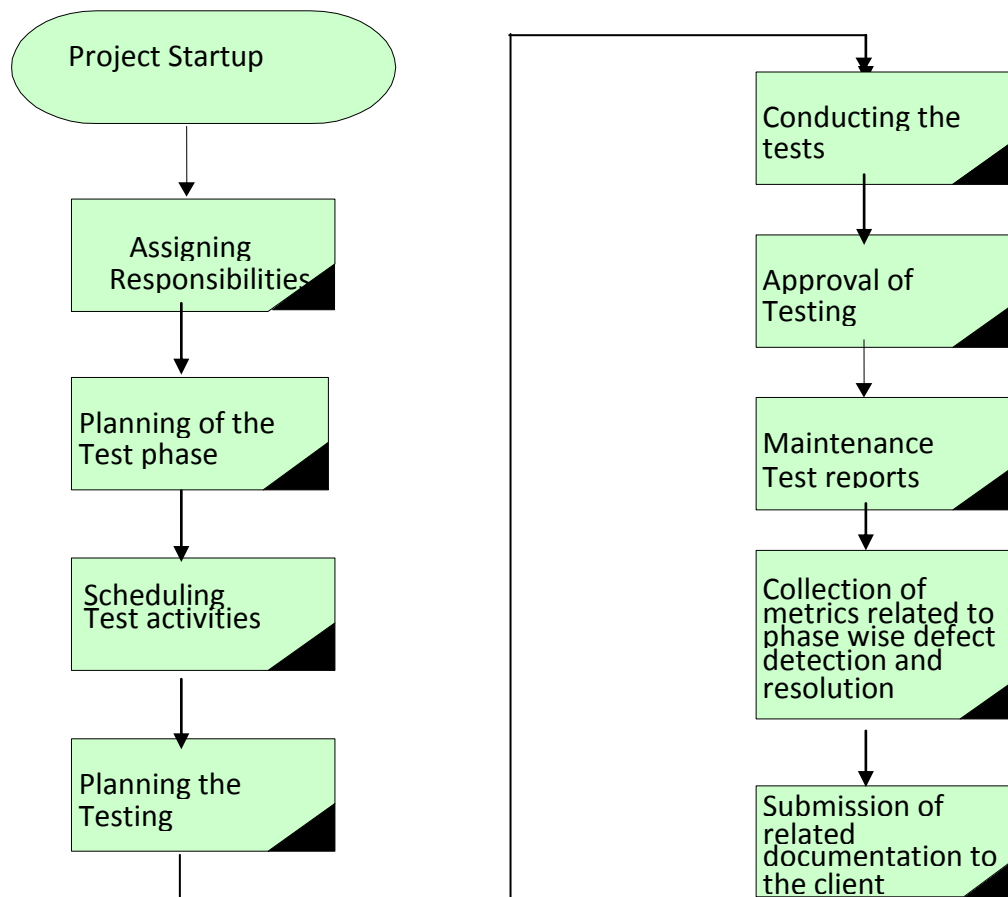 Project Startup
Assigning
Responsibilities
Planning of the
Test phase
Scheduling
Test activities
Planning the
Testing
Conducting the
tests
Approval of
Testing
Maintenance
Test reports
Collection of
metrics related to
phase wise defect
detection and
resolution
Submission of
related
documentation to
the client